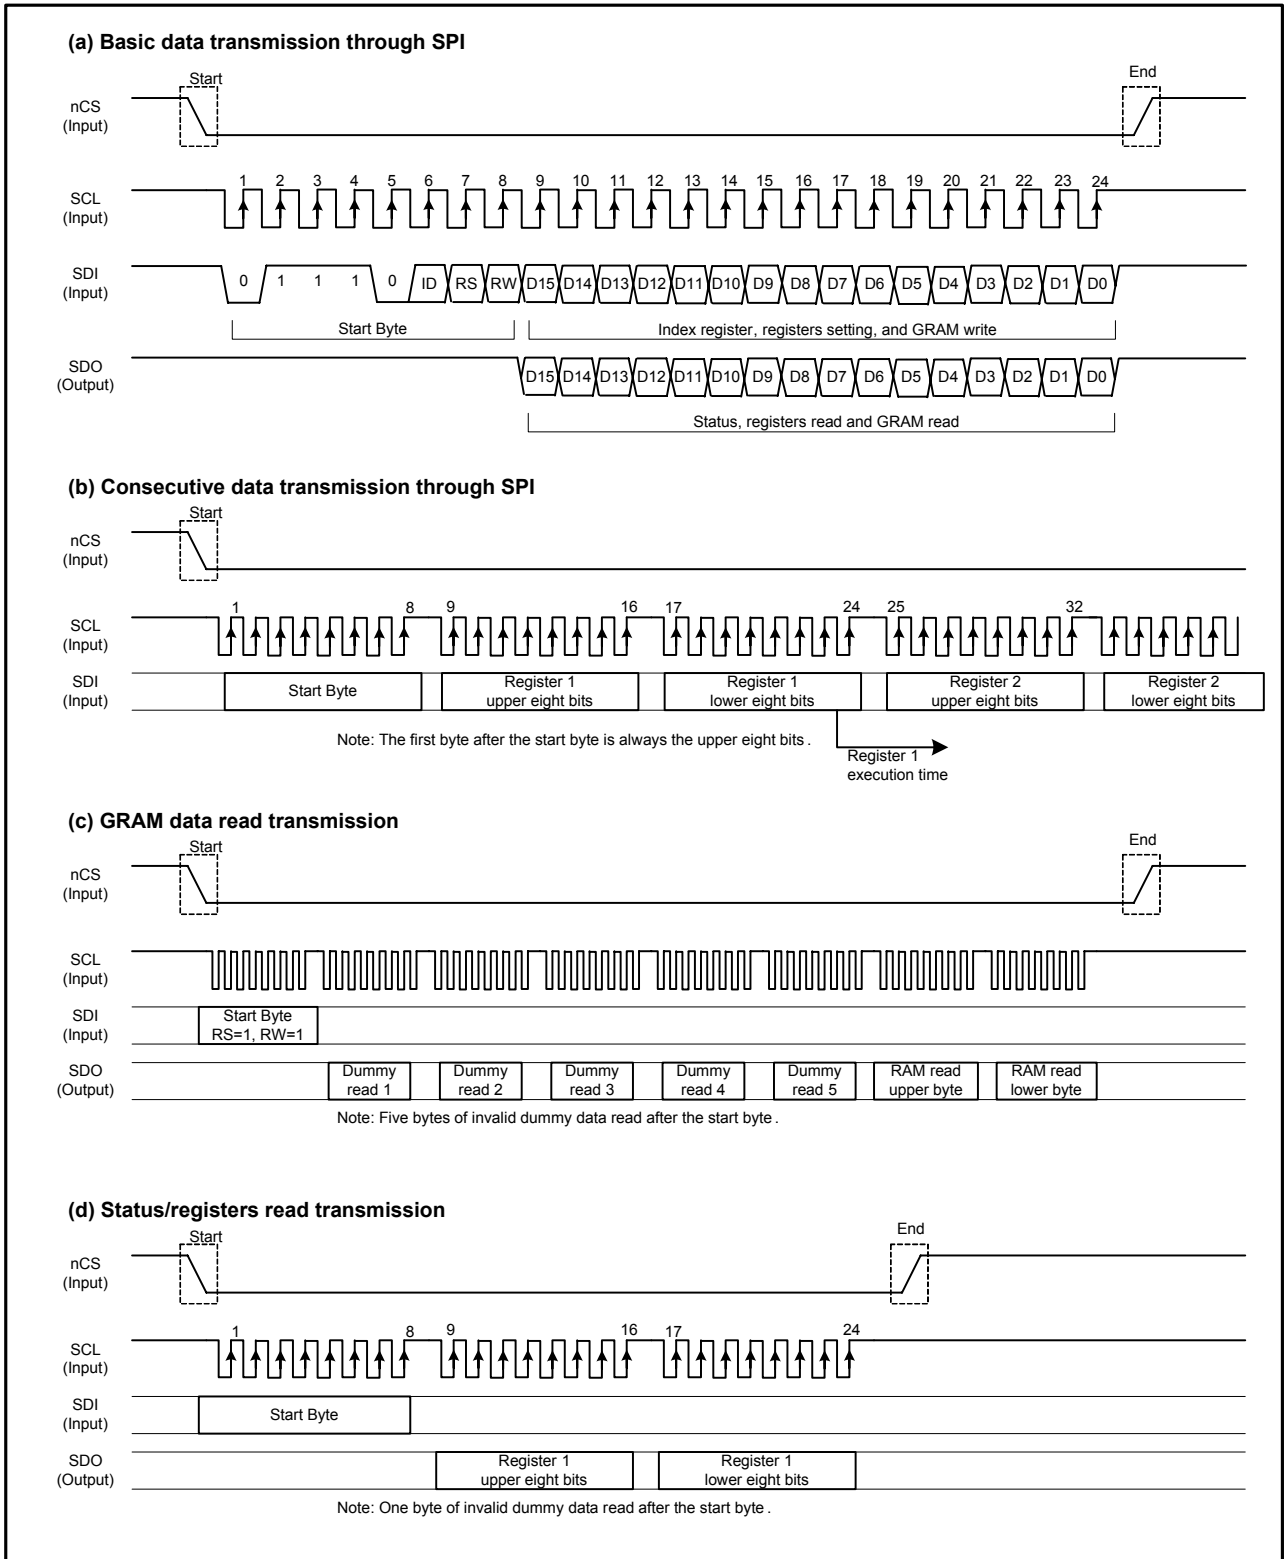 (a) Basic data transmission through SPI
Start
End
nCS
(Input)
1 2 3 4 5 6 7 8 9 10 11 12 13 14 15 16 17 18 19 20 21 22 23 24
SCL
(Input)
SDI
(Input)
0 1 1 1 0 ID RS RW D15 D14 D13 D12 D11 D10 D9 D8 D7 D6 D5 D4 D3 D2 D1 D0
Start Byte
Index register, registers setting, and GRAM write
SDO
(Output)
D15 D14 D13 D12 D11 D10 D9 D8 D7 D6 D5 D4 D3 D2 D1 D0
Status, registers read and GRAM read
(b) Consecutive data transmission through SPI
Start
nCS
(Input)
1 8 9 16 17 24 25 32
SCL
(Input)
SDI
(Input)
Start Byte
Register 1
upper eight bits
Register 1
lower eight bits
Register 2
upper eight bits
Register 2
lower eight bits
Note: The first byte after the start byte is always the upper eight bits .
Register 1
execution time
(c) GRAM data read transmission
Start
End
nCS
(Input)
SCL
(Input)
SDI
(Input)
Start Byte
RS=1, RW=1
SDO
(Output)
Dummy
read 1
Dummy
read 2
Dummy
read 3
Dummy
read 4
Dummy
read 5
RAM read
upper byte
RAM read
lower byte
Note: Five bytes of invalid dummy data read after the start byte .
(d) Status/registers read transmission
Start
End
nCS
(Input)
1 8 9 16 17 24
SCL
(Input)
SDI
(Input)
Start Byte
SDO
(Output)
Register 1
upper eight bits
Register 1
lower eight bits
Note: One byte of invalid dummy data read after the start byte .